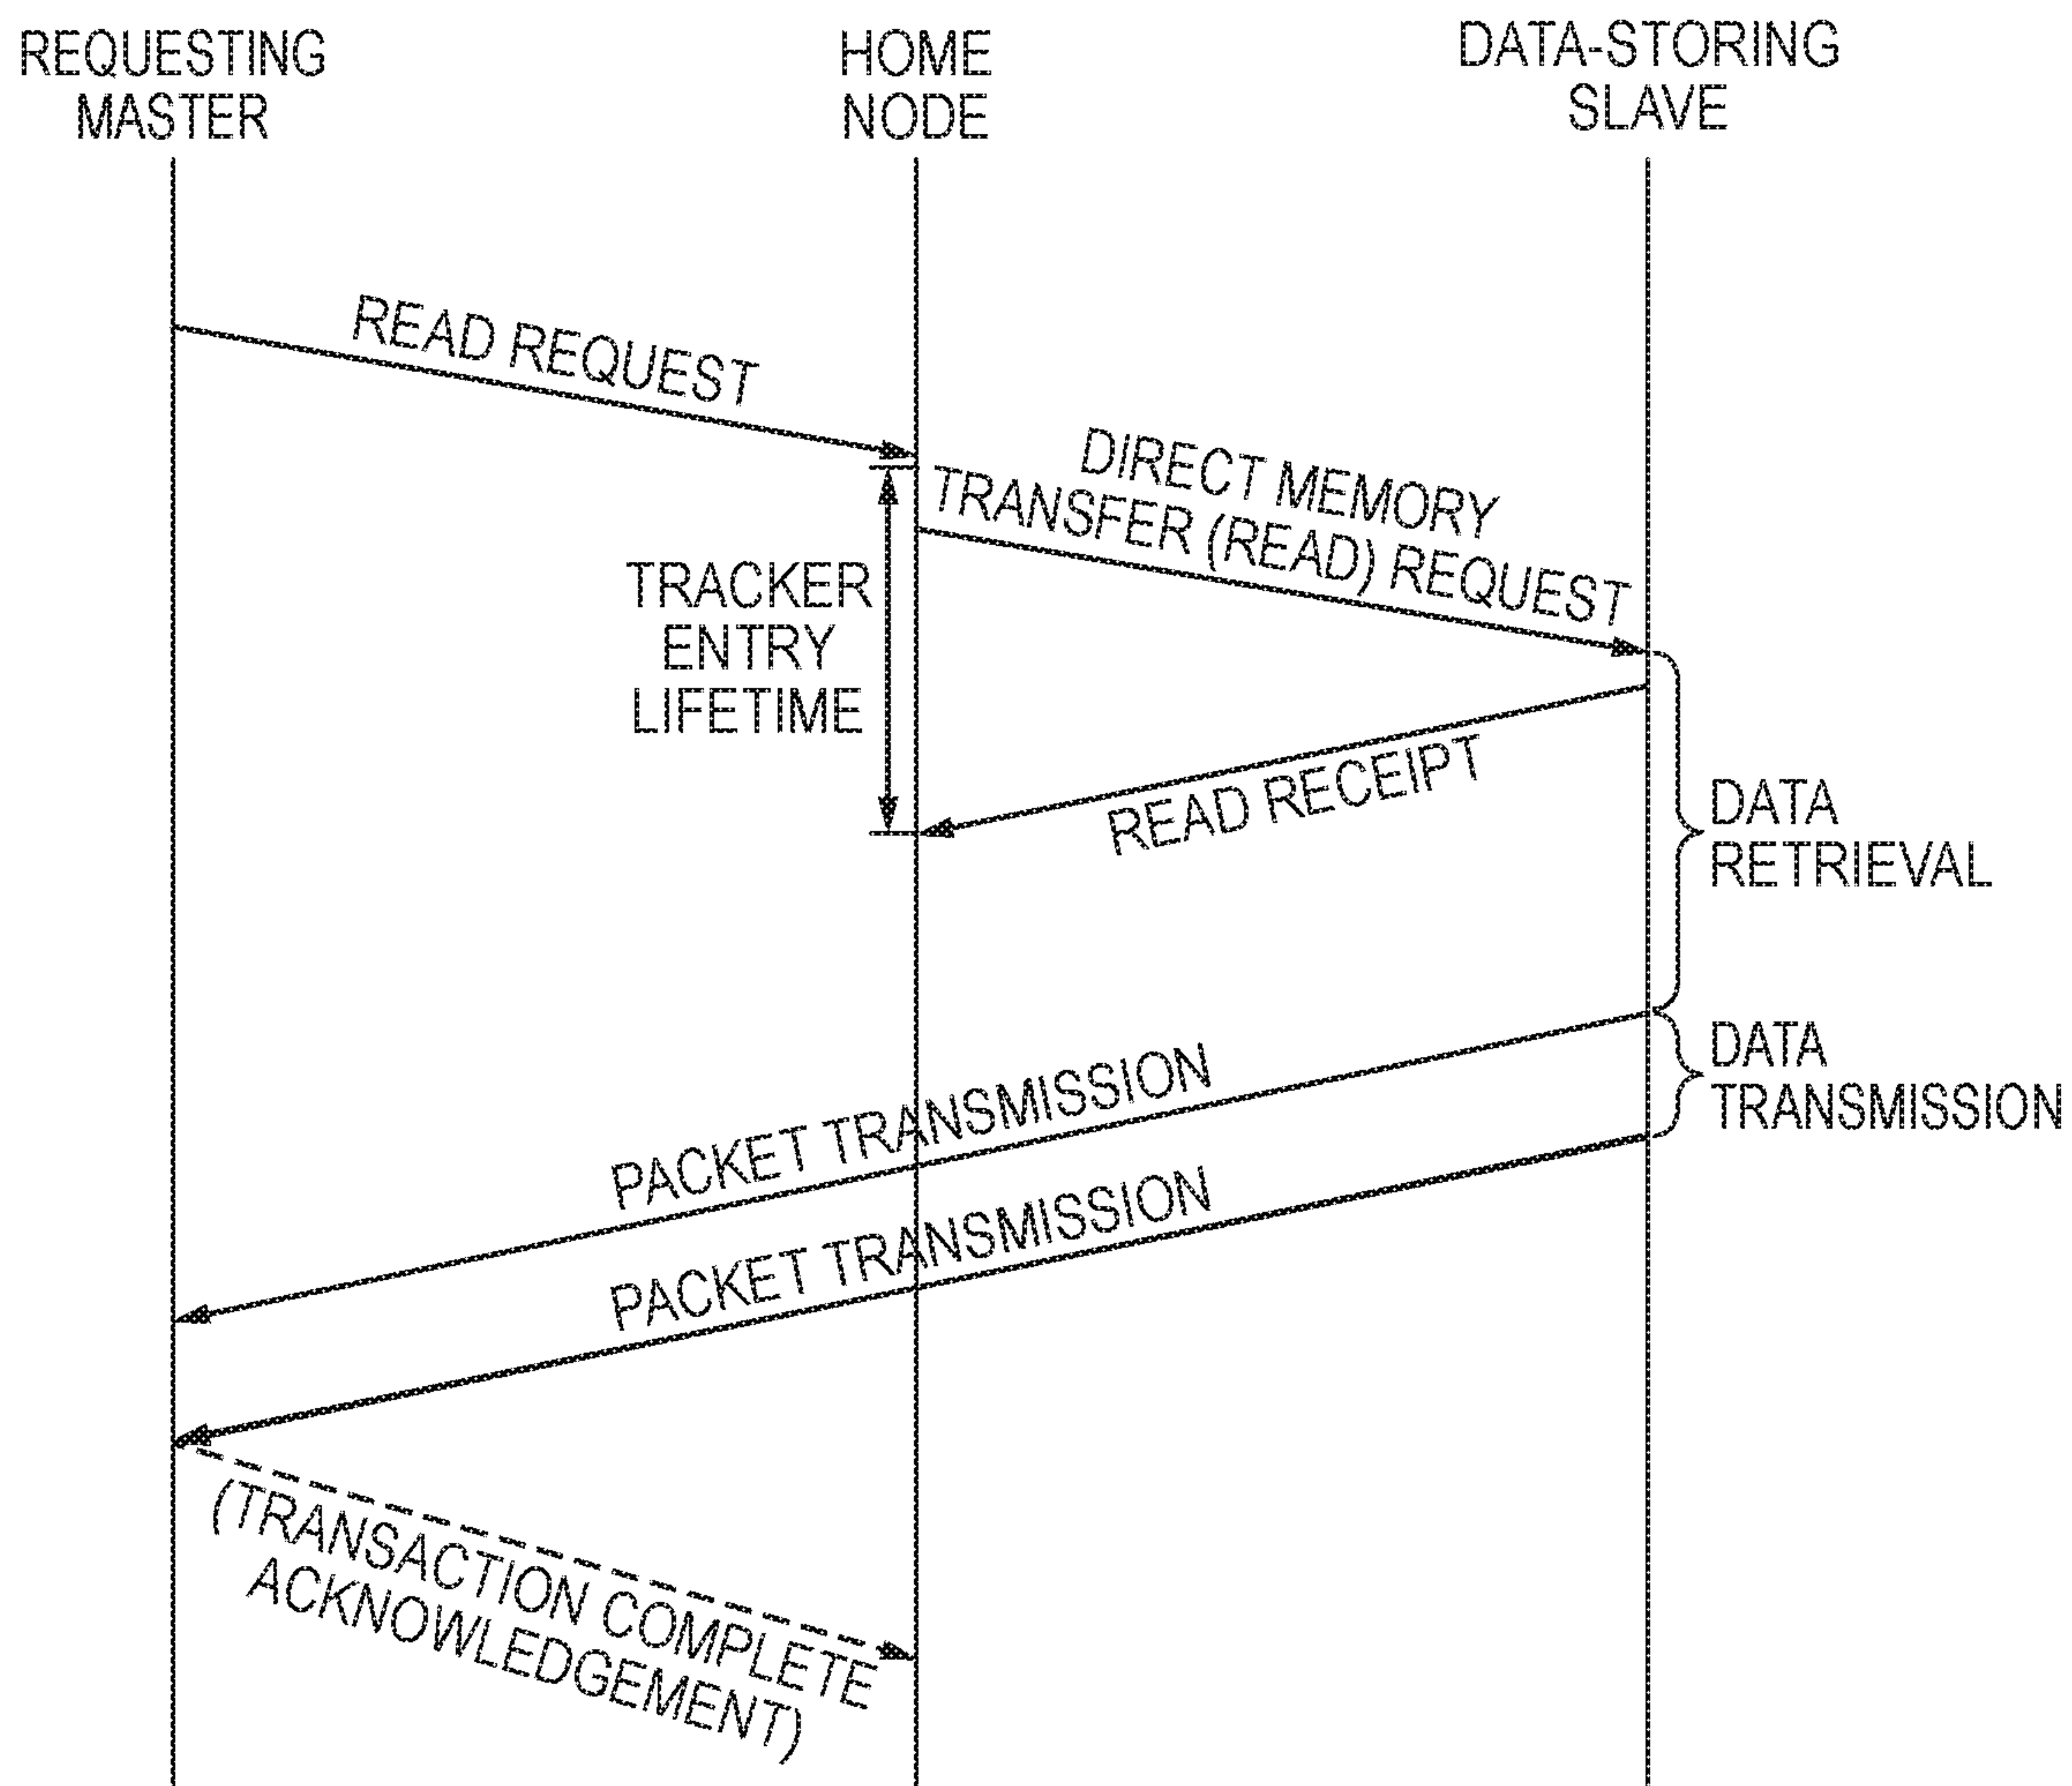 REQUESTING
MASTER
HOME
NODE
DATA-STORING
SLAVE
READ REQUEST
DIRECT MEMORY
TRANSFER (READ) REQUEST
TRACKER
ENTRY
LIFETIME
READ RECEIPT
DATA
RETRIEVAL
DATA
TRANSMISSION
PACKET TRANSMISSION
PACKET TRANSMISSION
(TRANSACTION COMPLETE
ACKNOWLEDGEMENT)